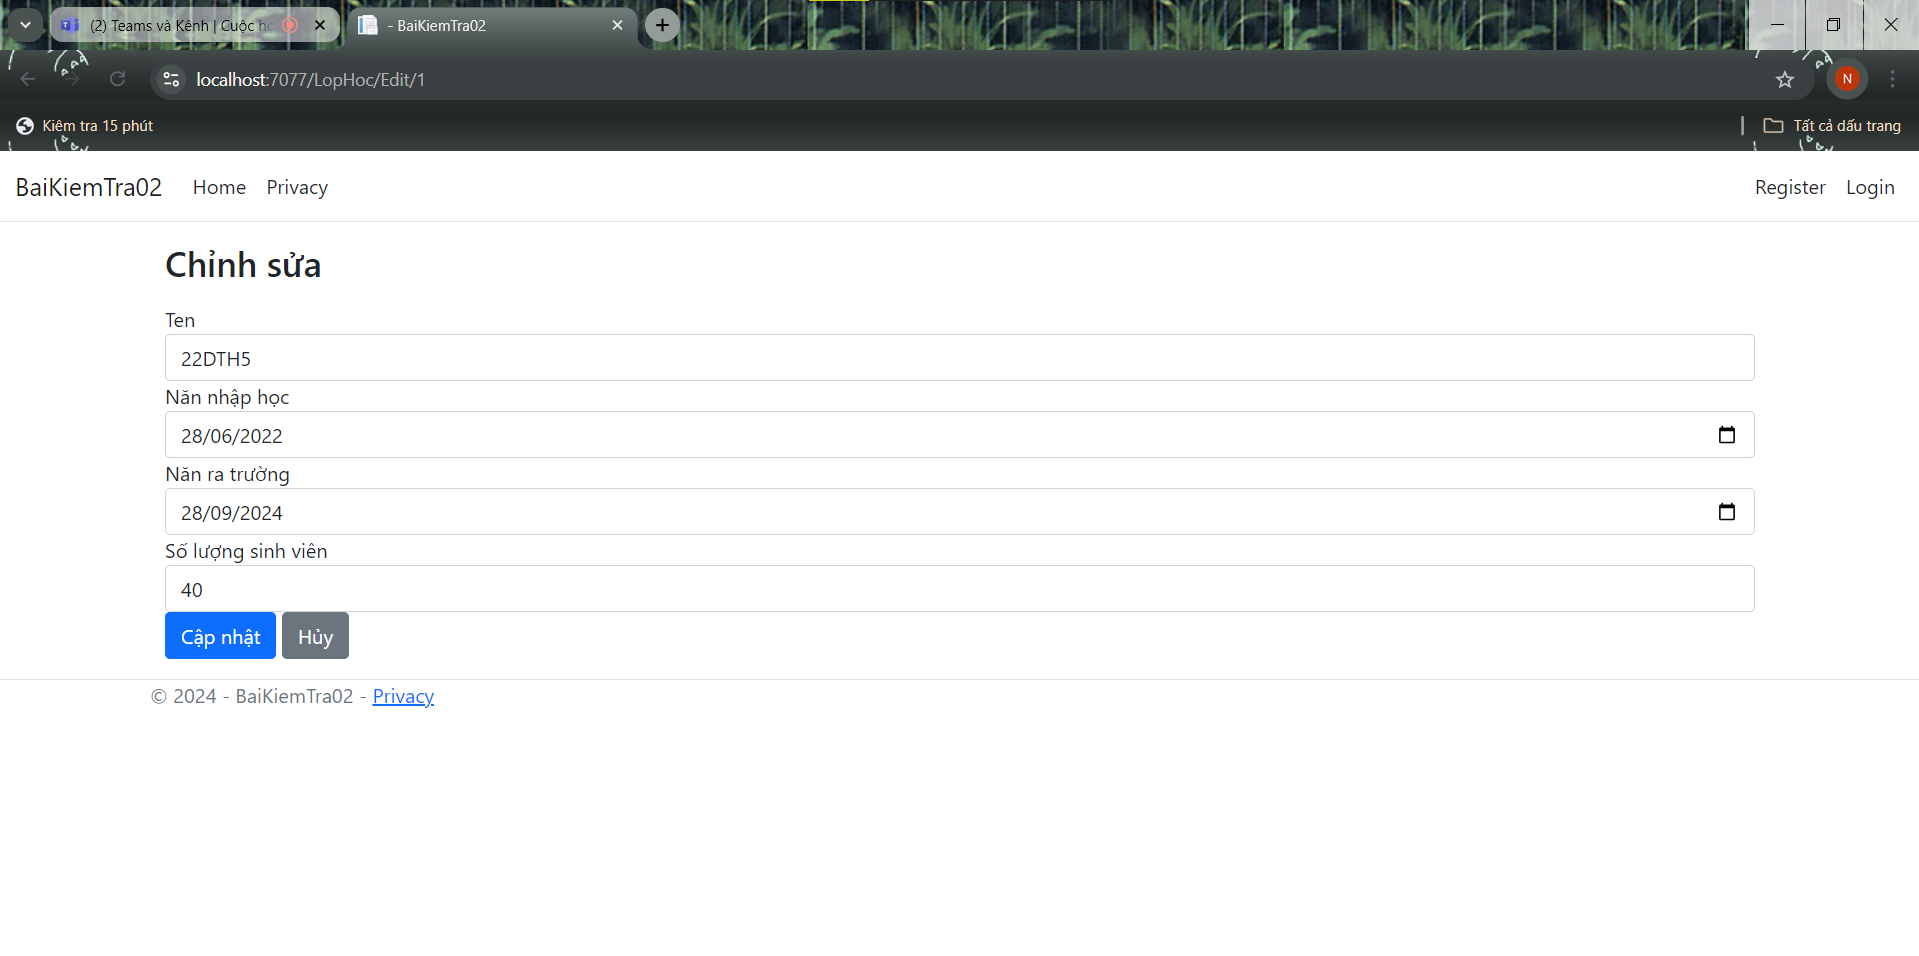 (2) Teams và Kênh | Cuộc họ
- BaiKiemTra02
localhost:7077/LopHoc/Edit/1
N
Kiêm tra 15 phút
Tất cả dấu trang
BaiKiemTra02 Home Privacy Register Login
Chỉnh sửa
Ten
22DTH5
Năn nhập học
28/06/2022
Năn ra trường
28/09/2024
Số lượng sinh viên
40
Cập nhật Hủy
© 2024 - BaiKiemTra02 - Privacy